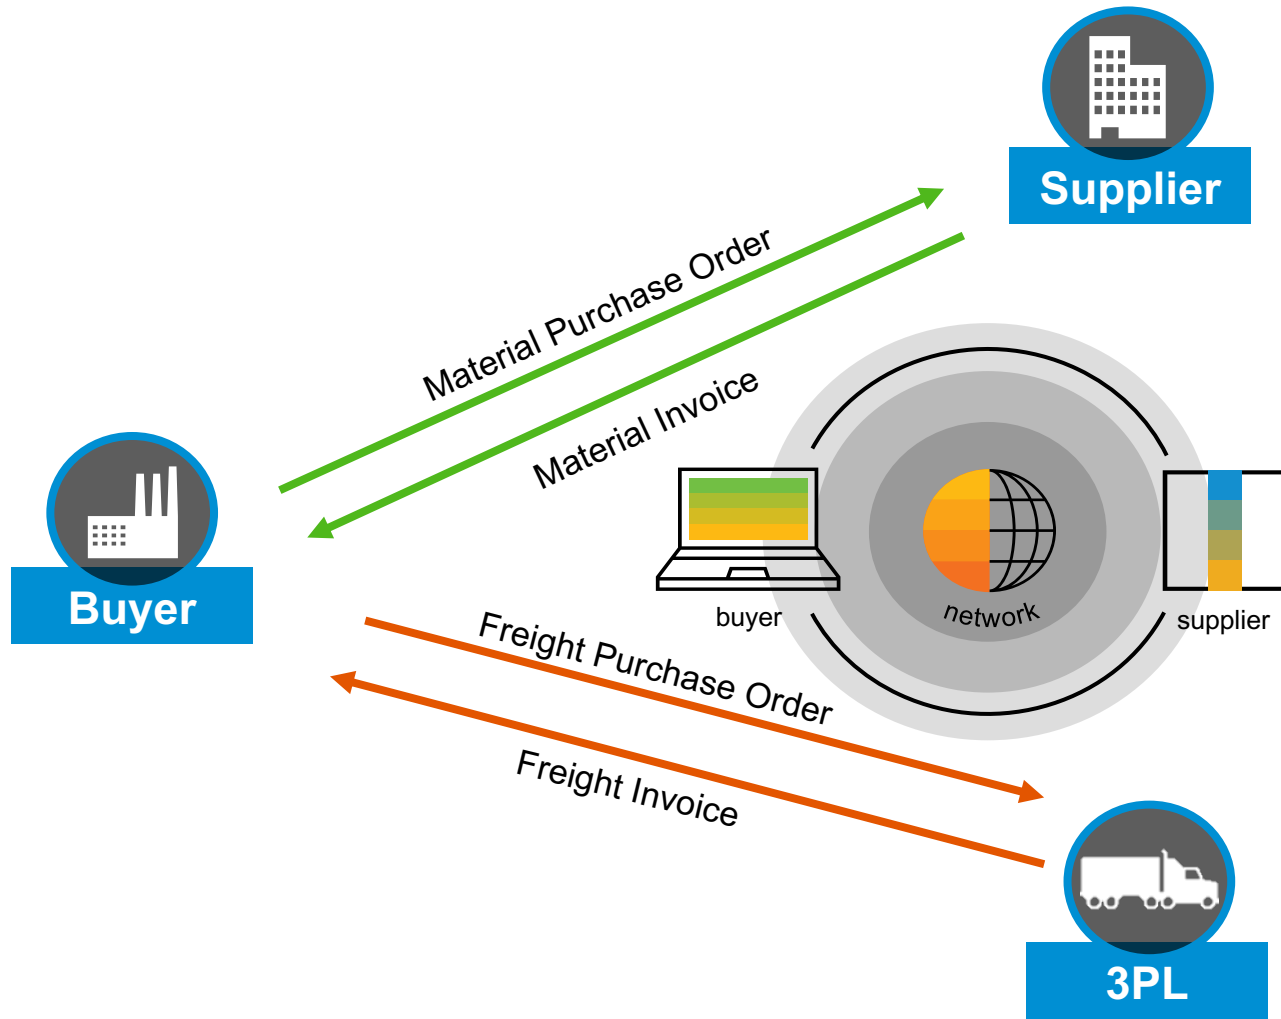 Supplier
Material Purchase Order
Material Invoice
Buyer
buyer
network
supplier
Freight Purchase Order
Freight Invoice
3PL